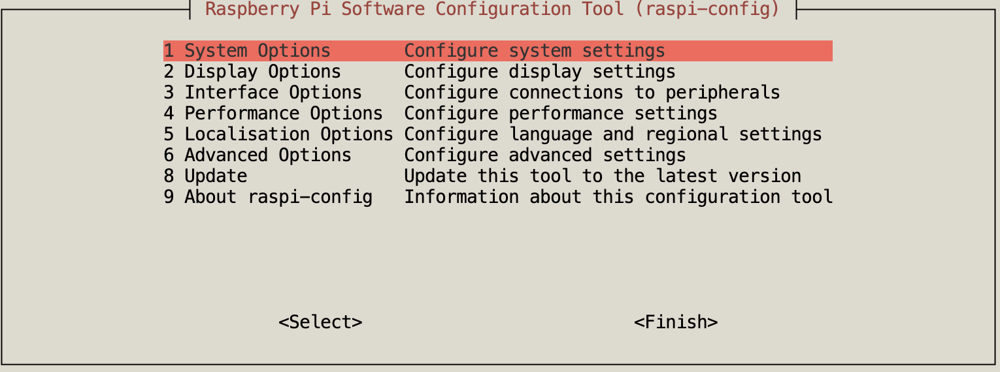 Raspberry Pi Software Configuration Tool (raspi-config)
1 System Options Configure system settings
2 Display Options Configure display settings
3 Interface Options Configure connections to peripherals
4 Performance Options Configure performance settings
5 Localisation Options Configure language and regional settings
6 Advanced Options Configure advanced settings
8 Update Update this tool to the latest version
9 About raspi-config Information about this configuration tool
<Select> <Finish>